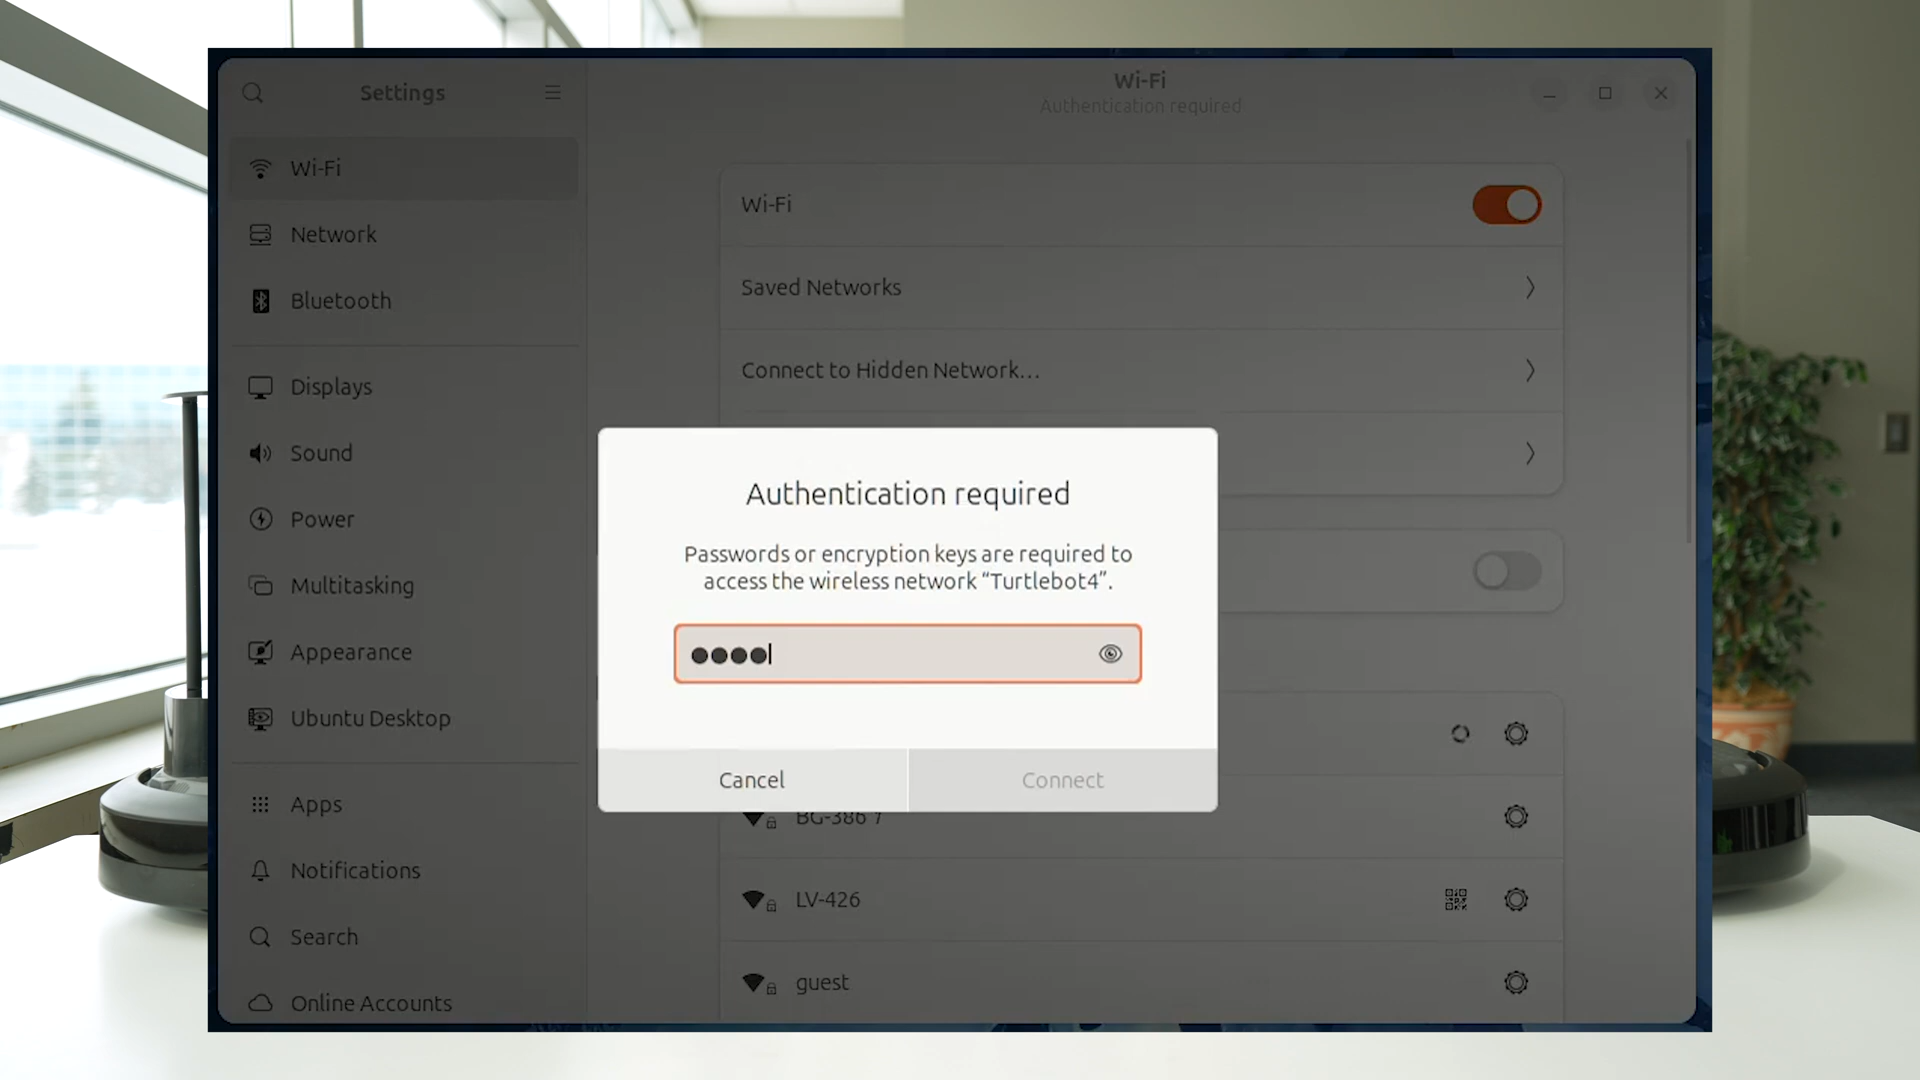 Settings
Wi-Fi
Authentication required
Wi-Fi
Network
Bluetooth
Displays
Sound
Power
Multitasking
Appearance
Ubuntu Desktop
Apps
Notifications
Search
Online Accounts
Wi-Fi
Saved Networks
Connect to Hidden Network...
Authentication required
Passwords or encryption keys are required to
access the wireless network “Turtlebot4”.
Cancel
Connect
LV-426
guest